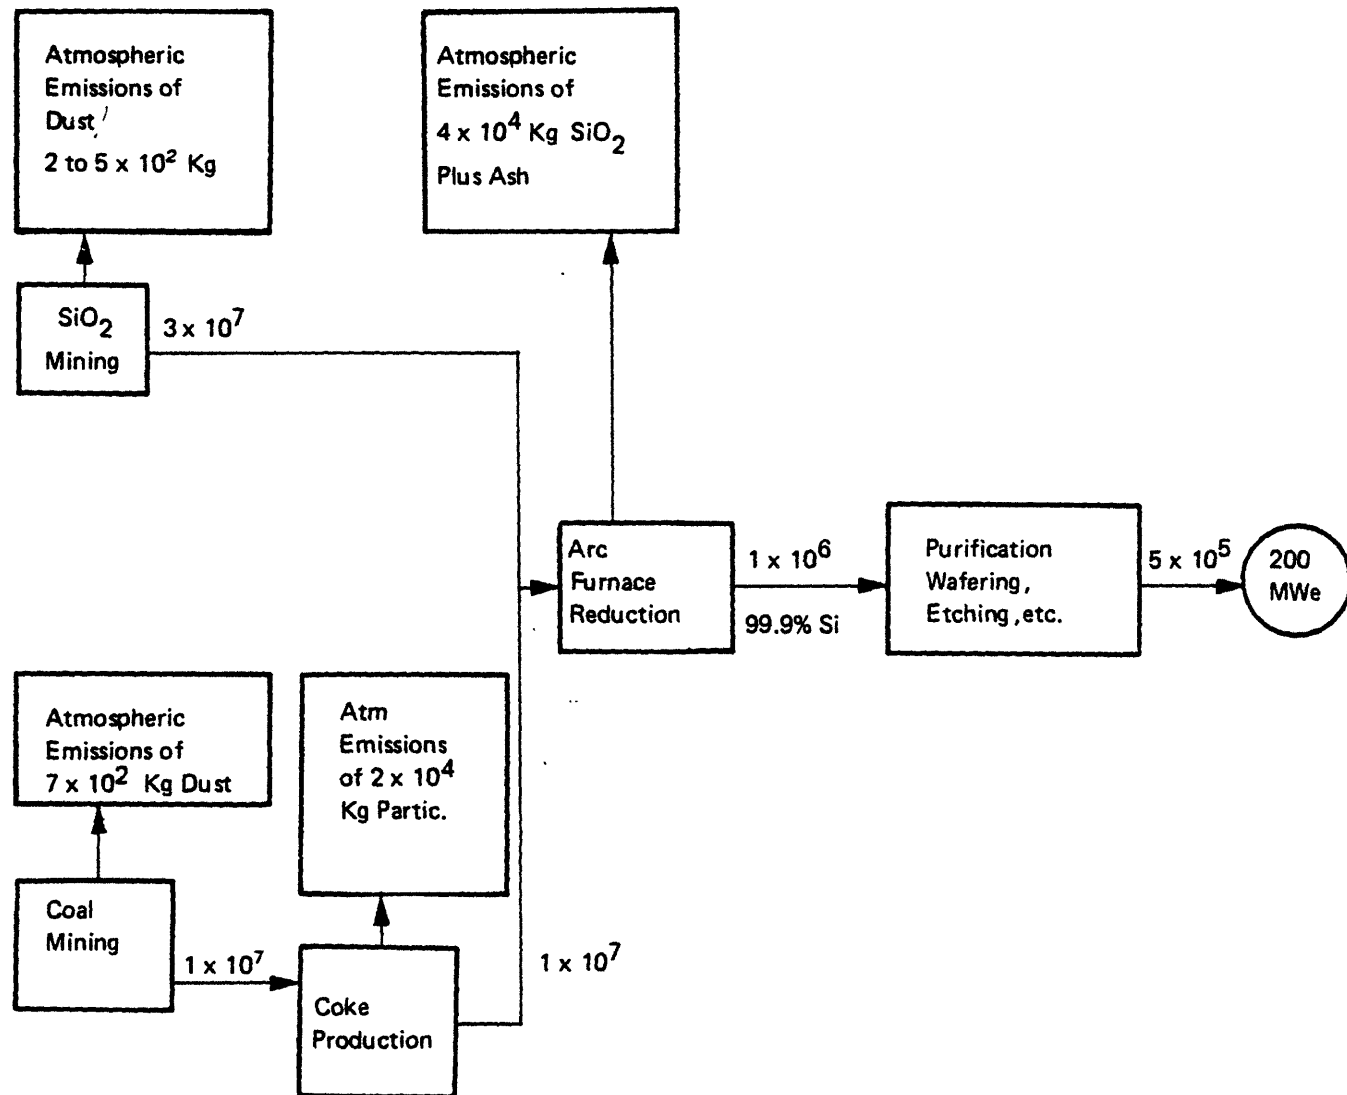 Atmospheric
Emissions of
Dust,
2 to 5 x 10² Kg
Atmospheric
Emissions of
4 x 10⁴ Kg SiO₂
Plus Ash
SiO₂
Mining
3 x 10⁷
Arc
Furnace
Reduction
1 x 10⁶
99.9% Si
Purification
Wafering,
Etching, etc.
5 x 10⁵
200
MWe
Atmospheric
Emissions of
7 x 10² Kg Dust
Atm
Emissions
of 2 x 10⁴
Kg Partic.
Coal
Mining
1 x 10⁷
Coke
Production
1 x 10⁷